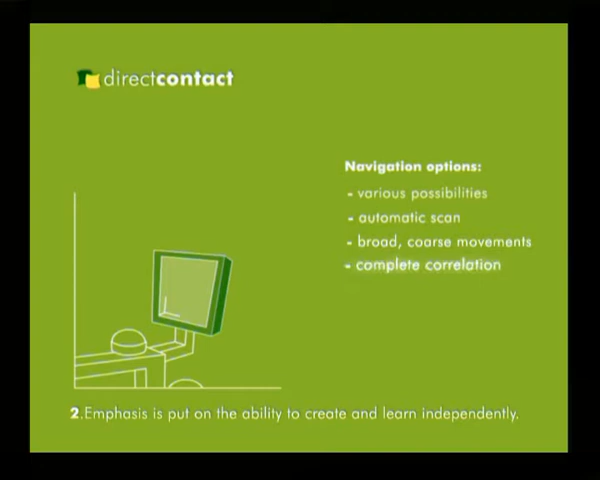 directcontact
Navigation options:
- various possibilities
- automatic scan
- broad, coarse movements
- complete correlation
2.Emphasis is put on the ability to create and learn independently.